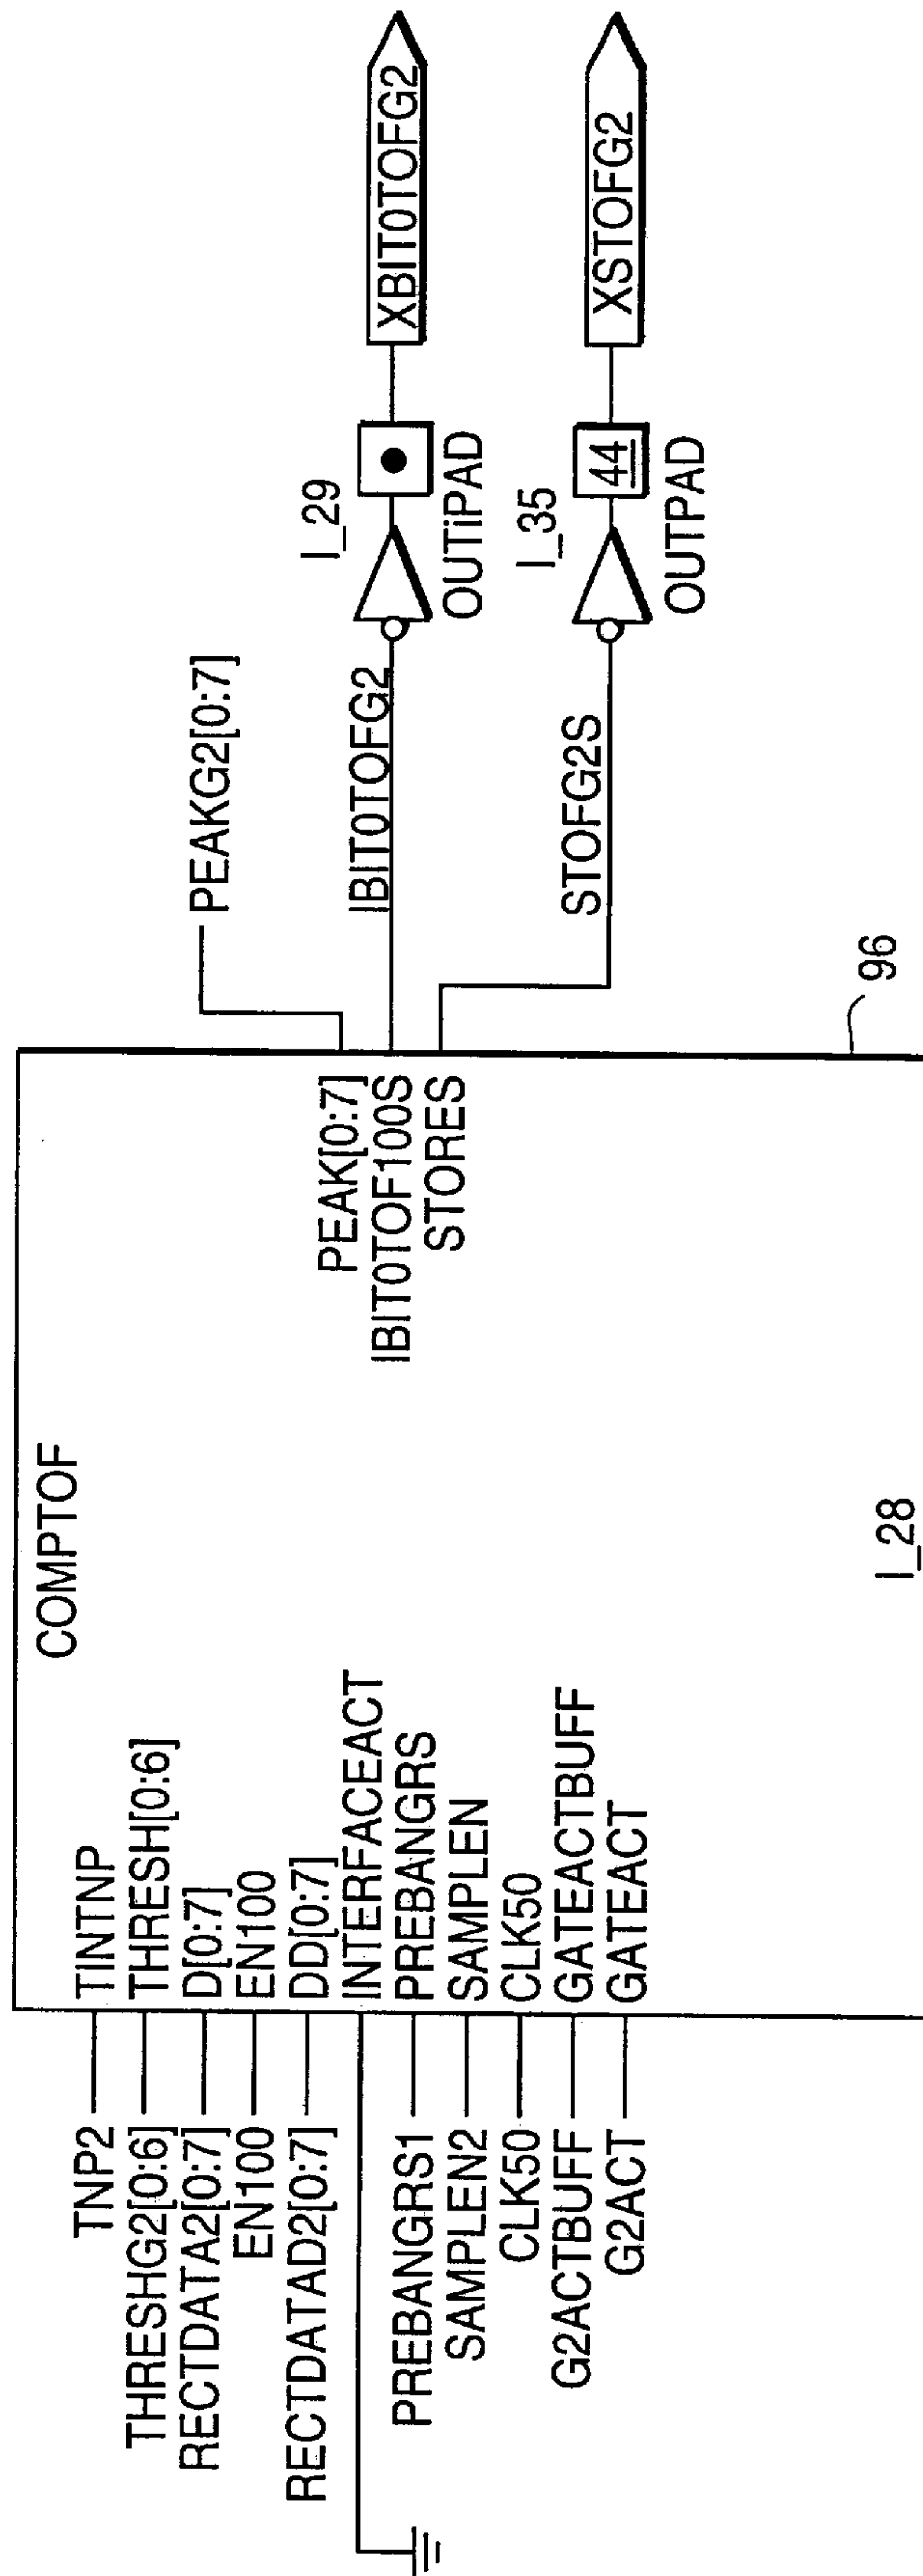 COMPTOF
TNP2
TINTNP
THRESHG2[0:6]
THRESH[0:6]
RECTDATA2[0:7]
D[0:7]
EN100
EN100
RECTDATAD2[0:7]
DD[0:7]
INTERFACEACT
PREBANGRS1
PREBANGRS
SAMPLEN2
SAMPLEN
CLK50
CLK50
G2ACTBUFF
GATEACTBUFF
G2ACT
GATEACT
PEAK[0:7]
IBIT0TOF100S
STORES
I_28
96
PEAKG2[0:7]
IBIT0TOFG2
I_29
OUTiPAD
XBIT0TOFG2
STOFG2S
I_35
44
OUTPAD
XSTOFG2